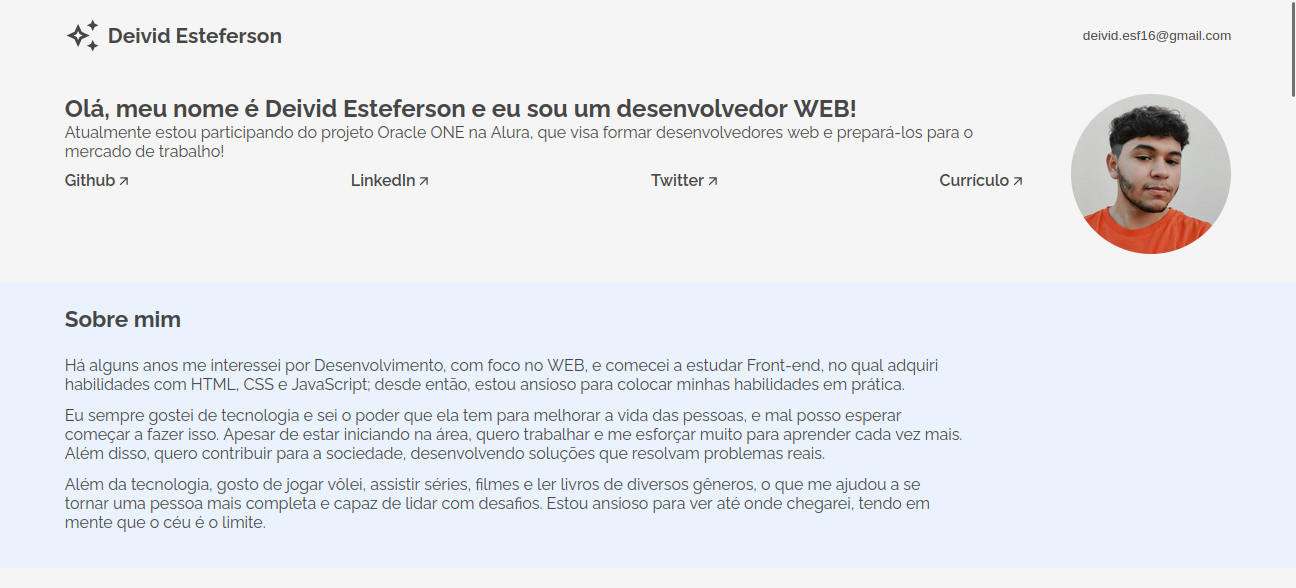 Deivid Esteferson
deivid.esf16@gmail.com
Olá, meu nome é Deivid Esteferson e eu sou um desenvolvedor WEB!
Atualmente estou participando do projeto Oracle ONE na Alura, que visa formar desenvolvedores web e prepará-los para o
mercado de trabalho!
Github LinkedIn Twitter Currículo
Sobre mim
Há alguns anos me interessei por Desenvolvimento, com foco no WEB, e comecei a estudar Front-end, no qual adquiri
habilidades com HTML, CSS e JavaScript; desde então, estou ansioso para colocar minhas habilidades em prática.
Eu sempre gostei de tecnologia e sei o poder que ela tem para melhorar a vida das pessoas, e mal posso esperar
começar a fazer isso. Apesar de estar iniciando na área, quero trabalhar e me esforçar muito para aprender cada vez mais.
Além disso, quero contribuir para a sociedade, desenvolvendo soluções que resolvam problemas reais.
Além da tecnologia, gosto de jogar vôlei, assistir séries, filmes e ler livros de diversos gêneros, o que me ajudou a se
tornar uma pessoa mais completa e capaz de lidar com desafios. Estou ansioso para ver até onde chegarei, tendo em
mente que o céu é o limite.